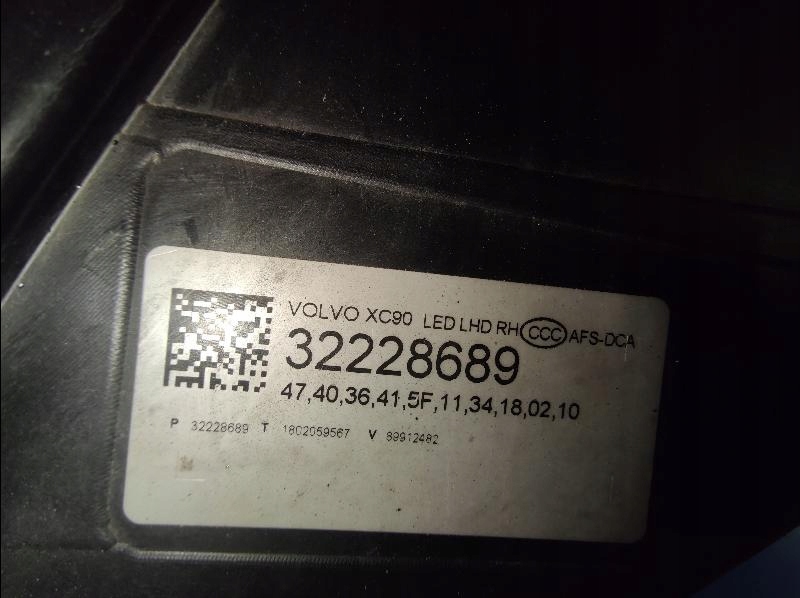 VOLVO XC90 LED LHD RH CCC AFS-DCA
32228689
47,40,36,41,5F,11,34,18,02,10
P 32228689 T 1802059567 V 89912482